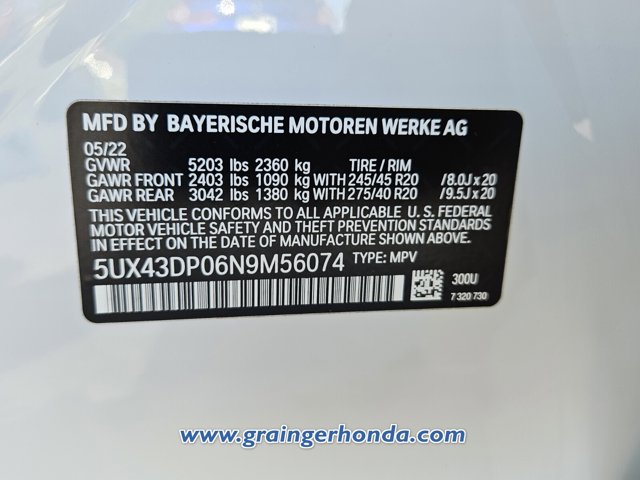 MFD BY BAYERISCHE MOTOREN WERKE AG
05/22
GVWR 5203 lbs 2360 kg TIRE / RIM
GAWR FRONT 2403 lbs 1090 kg WITH 245/45 R20 /8.0J x 20
GAWR REAR 3042 lbs 1380 kg WITH 275/40 R20 /9.5J x 20
THIS VEHICLE CONFORMS TO ALL APPLICABLE U. S. FEDERAL
MOTOR VEHICLE SAFETY AND THEFT PREVENTION STANDARDS
IN EFFECT ON THE DATE OF MANUFACTURE SHOWN ABOVE.
5UX43DP06N9M56074 TYPE: MPV
300U
7 320 730
www.graingerhonda.com